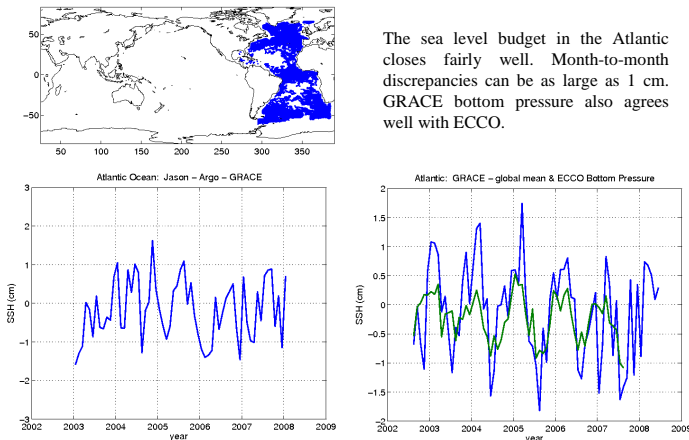 50
0
−50
50 100 150 200 250 300 350
The sea level budget in the Atlantic
closes fairly well. Month-to-month
discrepancies can be as large as 1 cm.
GRACE bottom pressure also agrees
well with ECCO.
Atlantic Ocean: Jason − Argo − GRACE
3
2
1
0
−1
−2
−3
SSH (cm)
2002 2003 2004 2005 2006 2007 2008 2009
year
Atlantic: GRACE − global mean & ECCO Bottom Pressure
2
1.5
1
0.5
0
−0.5
−1
−1.5
−2
SSH (cm)
2002 2003 2004 2005 2006 2007 2008 2009
year